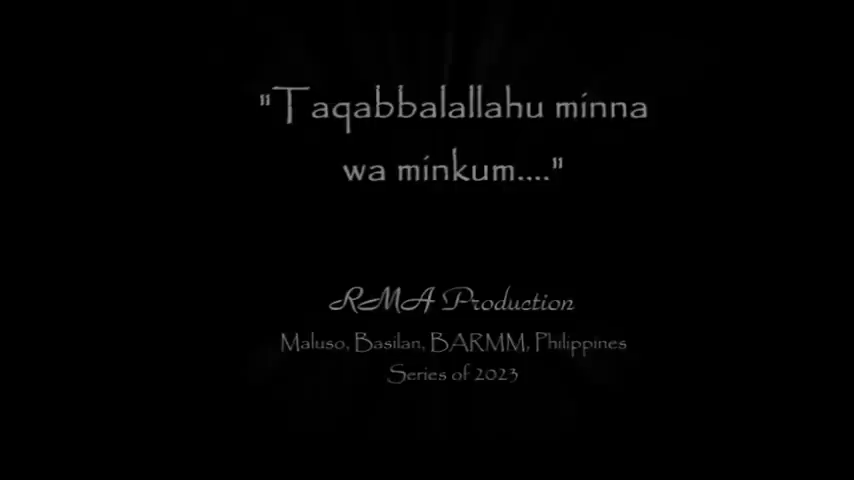 "Taqabbalallahu minna
wa minkum...."
RMA Production
Maluso, Basilan, BARMM, Philippines
Series of 2023